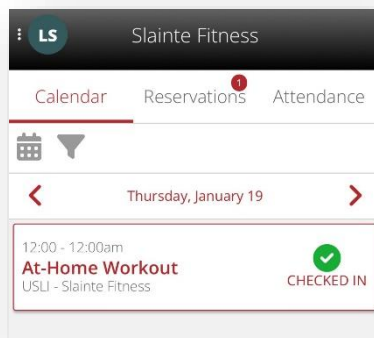 LS
Slainte Fitness
Calendar
Reservations
1
Attendance
Thursday, January 19
12:00 - 12:00am
At-Home Workout
USLI - Slainte Fitness
CHECKED IN